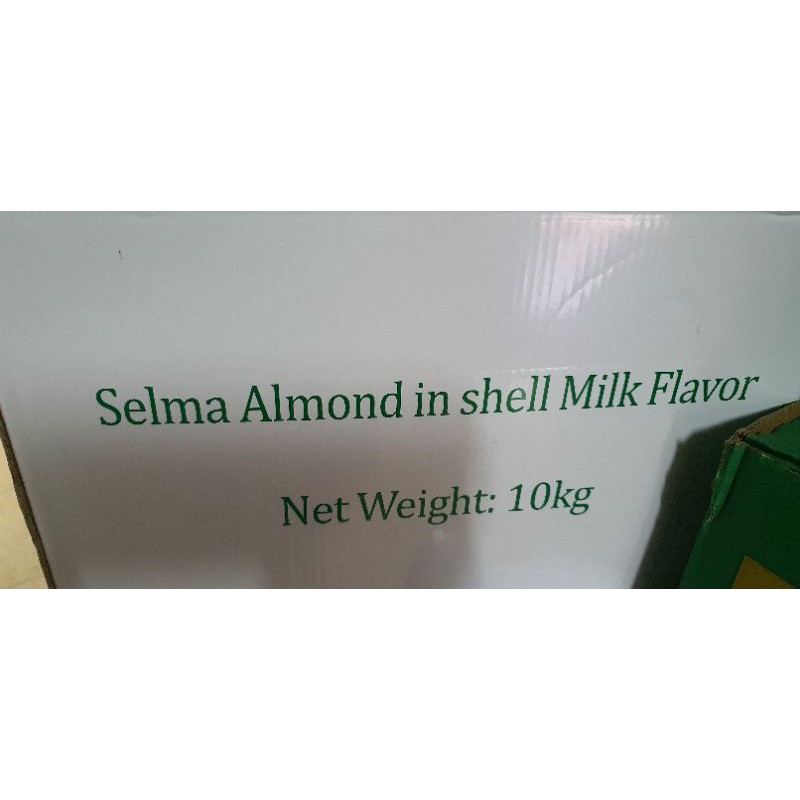 Selma Almond in shell Milk Flavor
Net Weight: 10kg